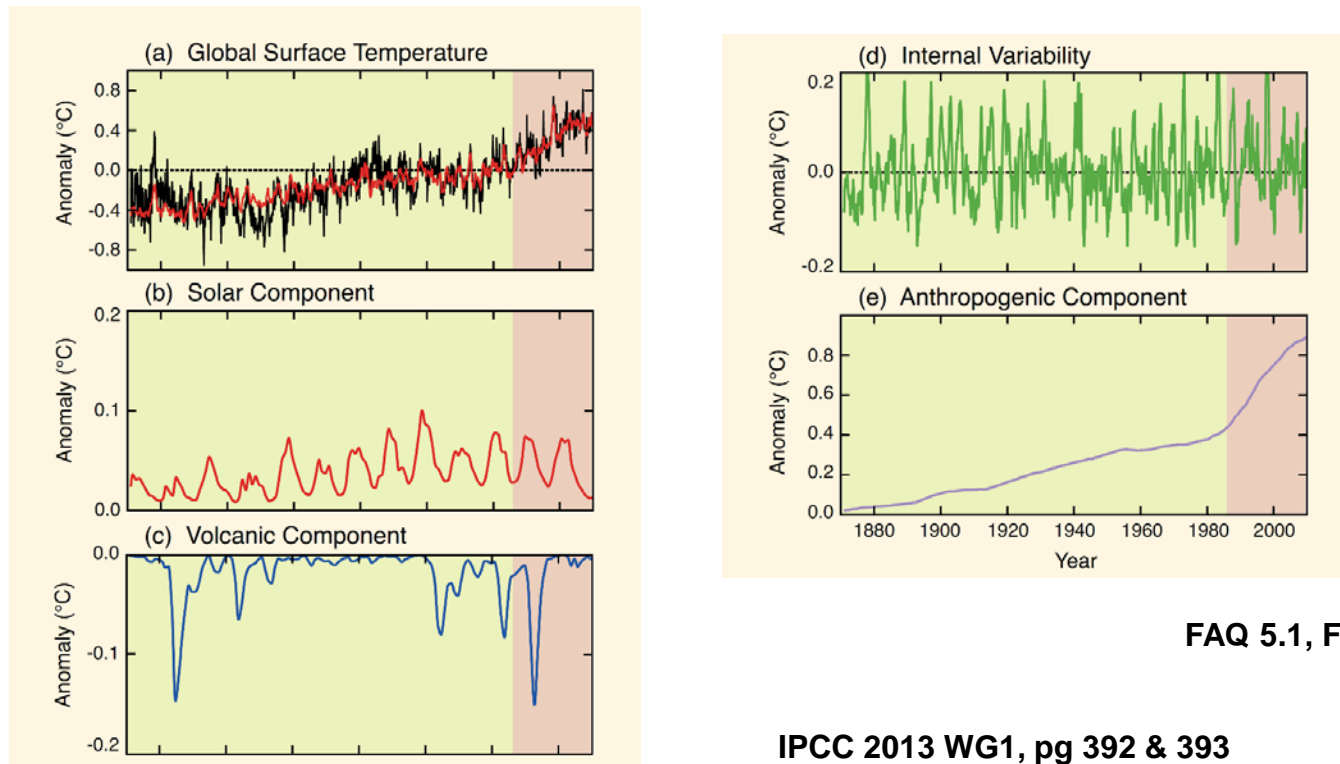 (a) Global Surface Temperature
Anomaly (°C)
0.8
0.4
0.0
-0.4
-0.8
(b) Solar Component
Anomaly (°C)
0.2
0.1
0.0
(c) Volcanic Component
Anomaly (°C)
0.0
-0.1
-0.2
(d) Internal Variability
Anomaly (°C)
0.2
0.0
-0.2
(e) Anthropogenic Component
Anomaly (°C)
0.8
0.6
0.4
0.2
0.0
1880 1900 1920 1940 1960 1980 2000
Year
FAQ 5.1, F
IPCC 2013 WG1, pg 392 & 393